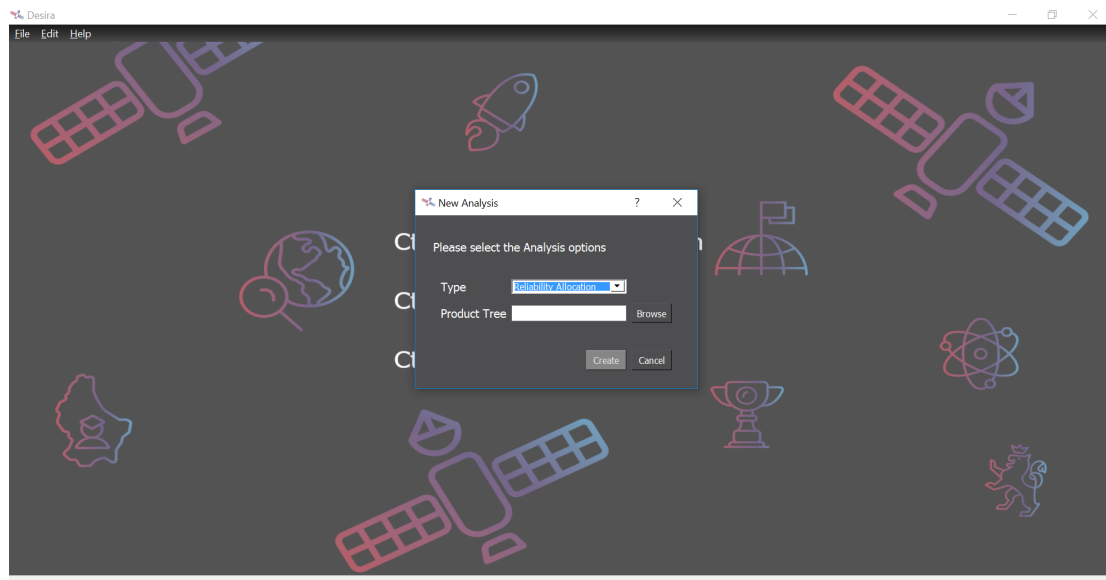 Desira
File Edit Help
New Analysis
Please select the Analysis options
Type Reliability Allocation
Product Tree Browse
Create Cancel